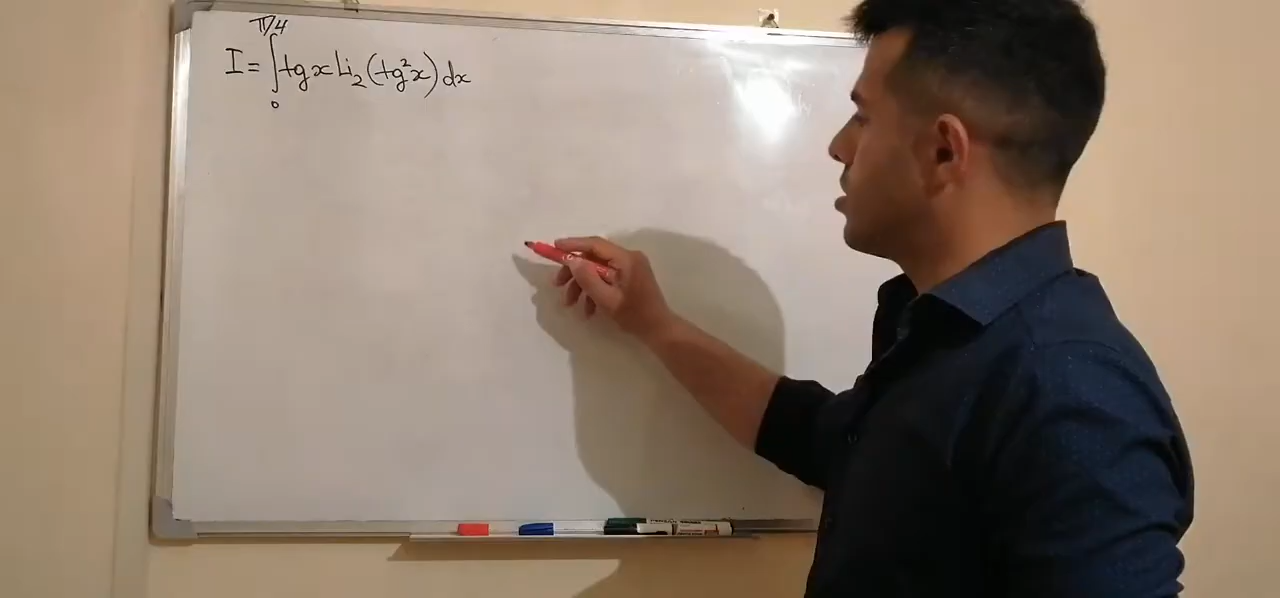 I = ∫₀^{π/4} tg x Li₂(tg²x) dx